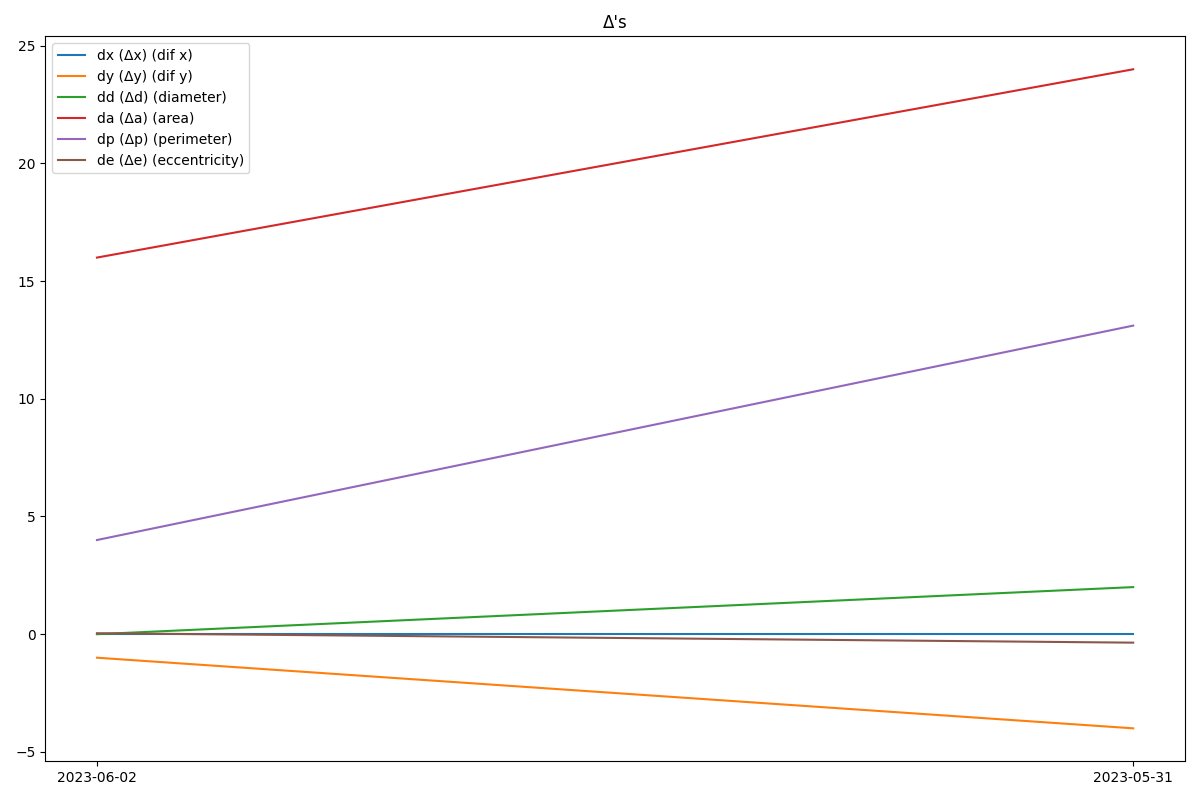 Δ's
25
20
15
10
5
0
−5
dx (Δx) (dif x)
dy (Δy) (dif y)
dd (Δd) (diameter)
da (Δa) (area)
dp (Δp) (perimeter)
de (Δe) (eccentricity)
2023-06-02
2023-05-31